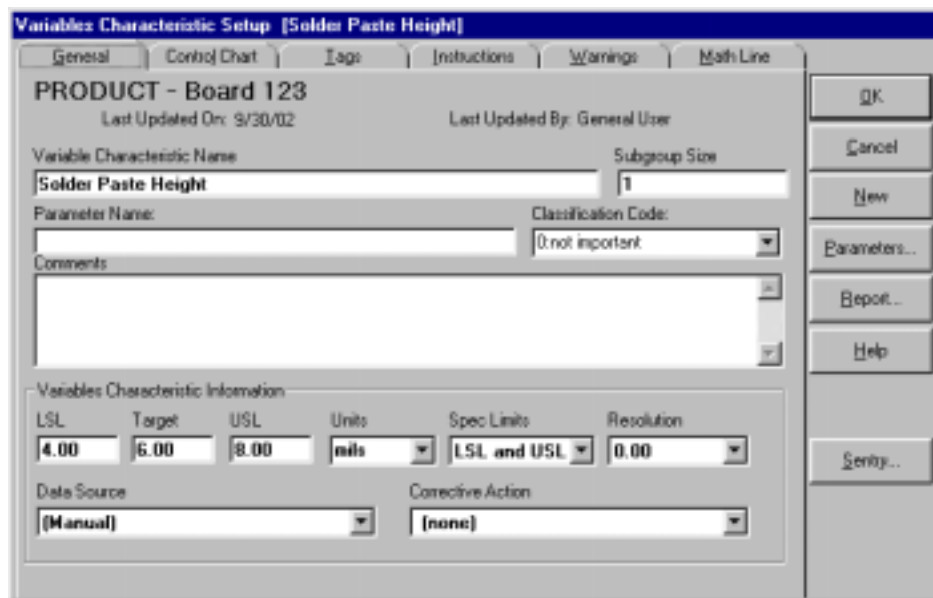 Variables Characteristic Setup [Solder Paste Height]
General Control Chart Tags Instructions Warnings Math Line
PRODUCT - Board 123
Last Updated On: 9/30/02 Last Updated By: General User
Variable Characteristic Name Subgroup Size
Solder Paste Height 1
Parameter Name: Classification Code:
0:not important
Comments
Variables Characteristic Information
LSL Target USL Units Spec Limits Resolution
4.00 6.00 8.00 mils LSL and USL 0.00
Data Source Corrective Action
(Manual) (none)
OK
Cancel
New
Parameters...
Report...
Help
Sentry...